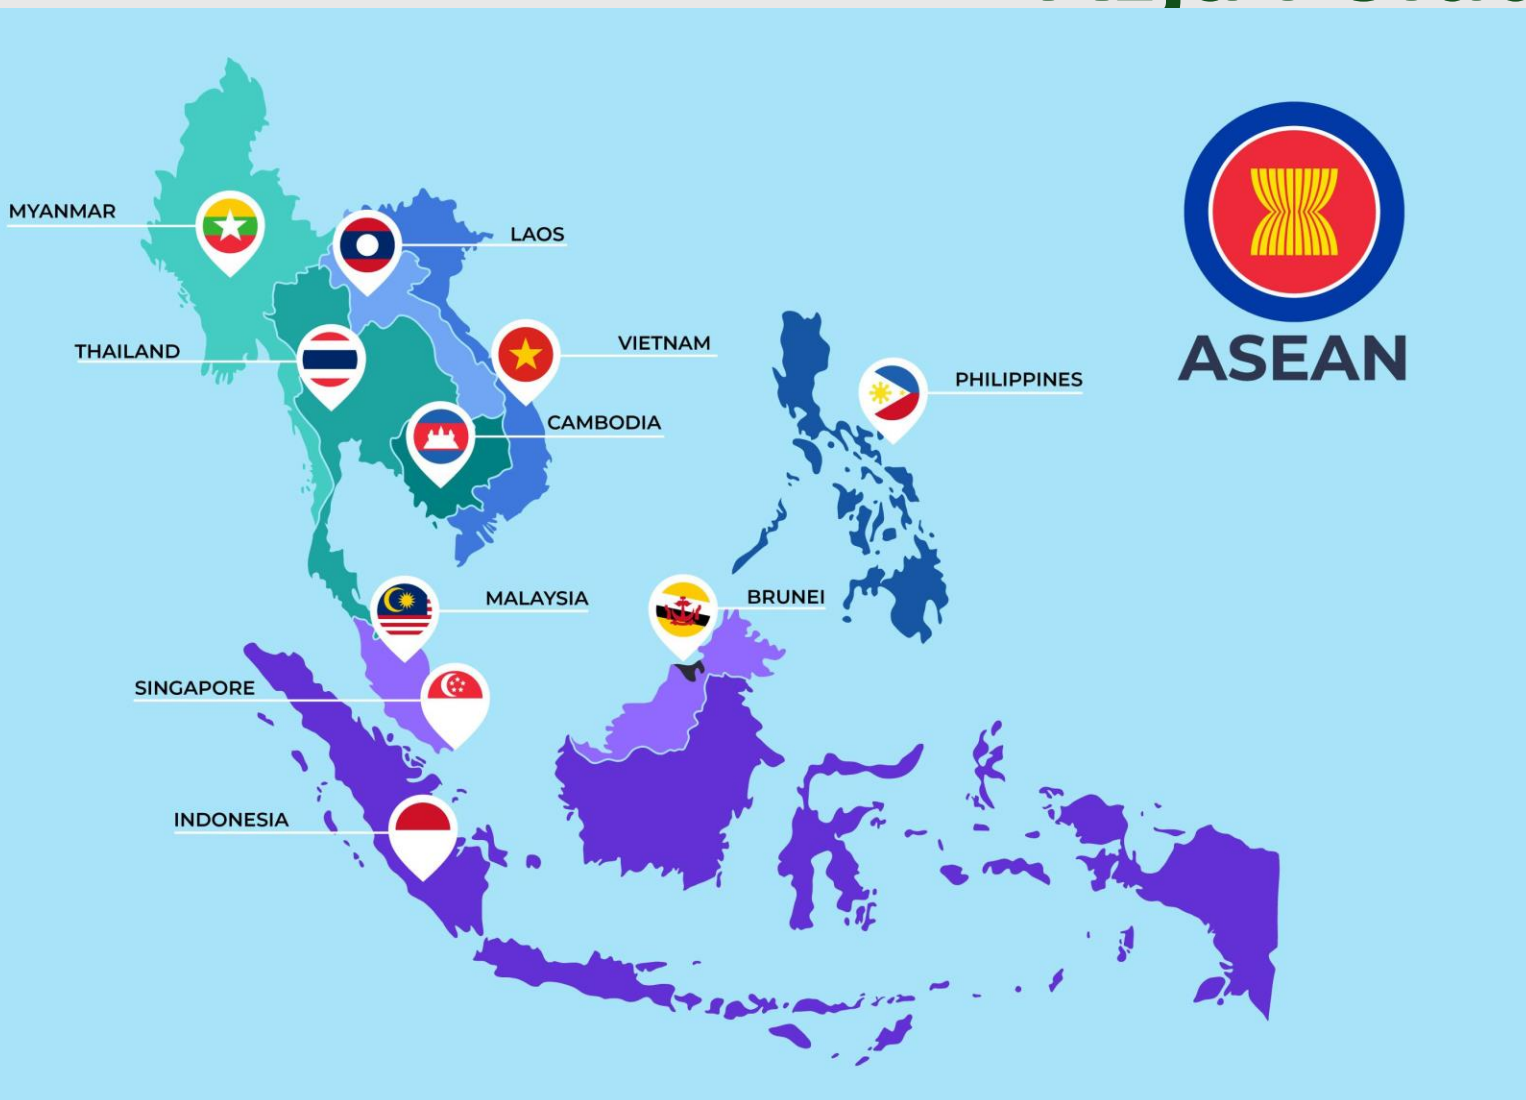 MYANMAR
LAOS
THAILAND
VIETNAM
CAMBODIA
PHILIPPINES
ASEAN
MALAYSIA
BRUNEI
SINGAPORE
INDONESIA